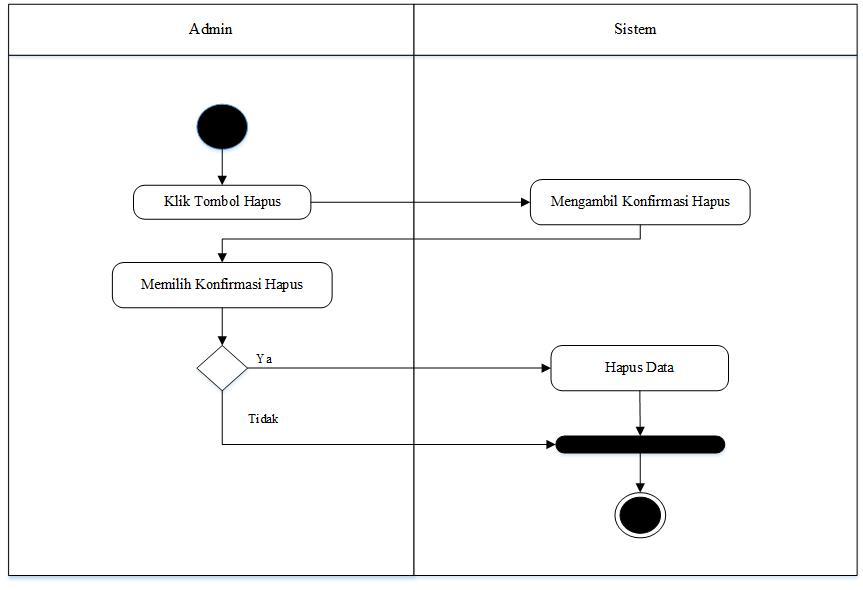 Admin
Sistem
Klik Tombol Hapus
Mengambil Konfirmasi Hapus
Memilih Konfirmasi Hapus
Ya
Hapus Data
Tidak